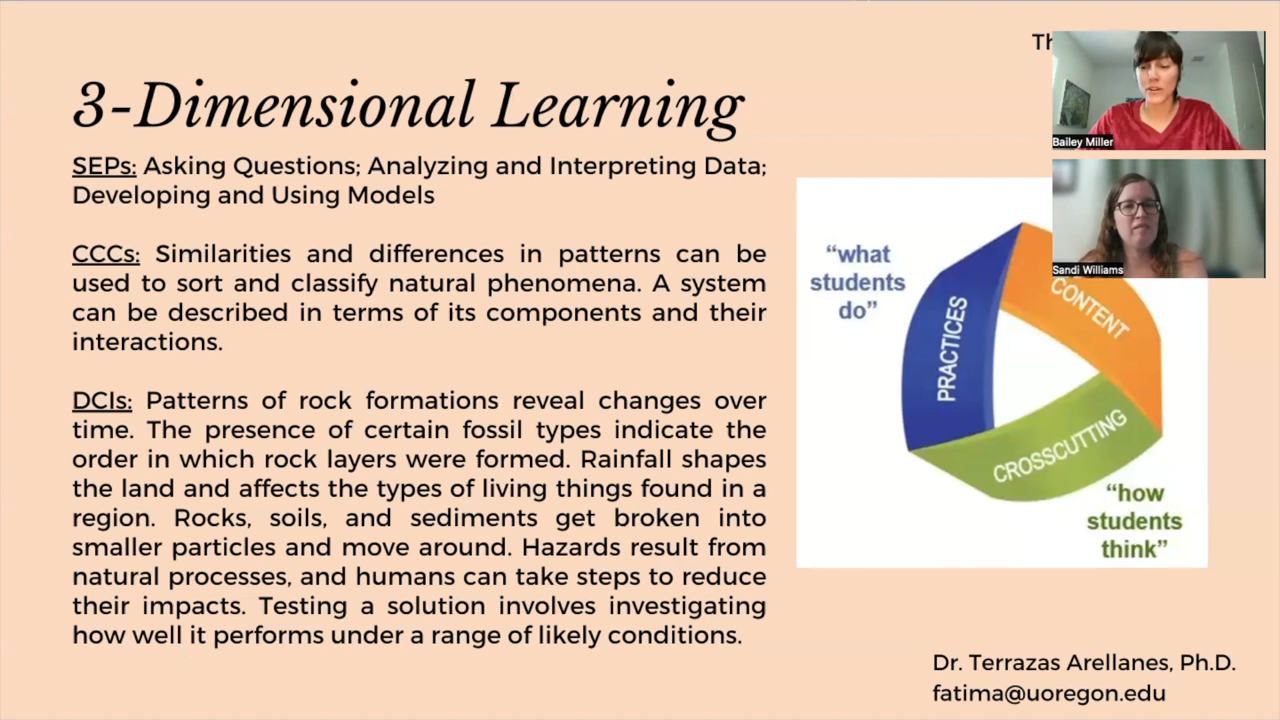 3-Dimensional Learning
SEPs: Asking Questions; Analyzing and Interpreting Data;
Developing and Using Models
CCCs: Similarities and differences in patterns can be
used to sort and classify natural phenomena. A system
can be described in terms of its components and their
interactions.
DCIs: Patterns of rock formations reveal changes over
time. The presence of certain fossil types indicate the
order in which rock layers were formed. Rainfall shapes
the land and affects the types of living things found in a
region. Rocks, soils, and sediments get broken into
smaller particles and move around. Hazards result from
natural processes, and humans can take steps to reduce
their impacts. Testing a solution involves investigating
how well it performs under a range of likely conditions.
Bailey Miller
Sandi Williams
“what
students
do”
PRACTICES
CONTENT
CROSSCUTTING
“how
students
think”
Dr. Terrazas Arellanes, Ph.D.
fatima@uoregon.edu